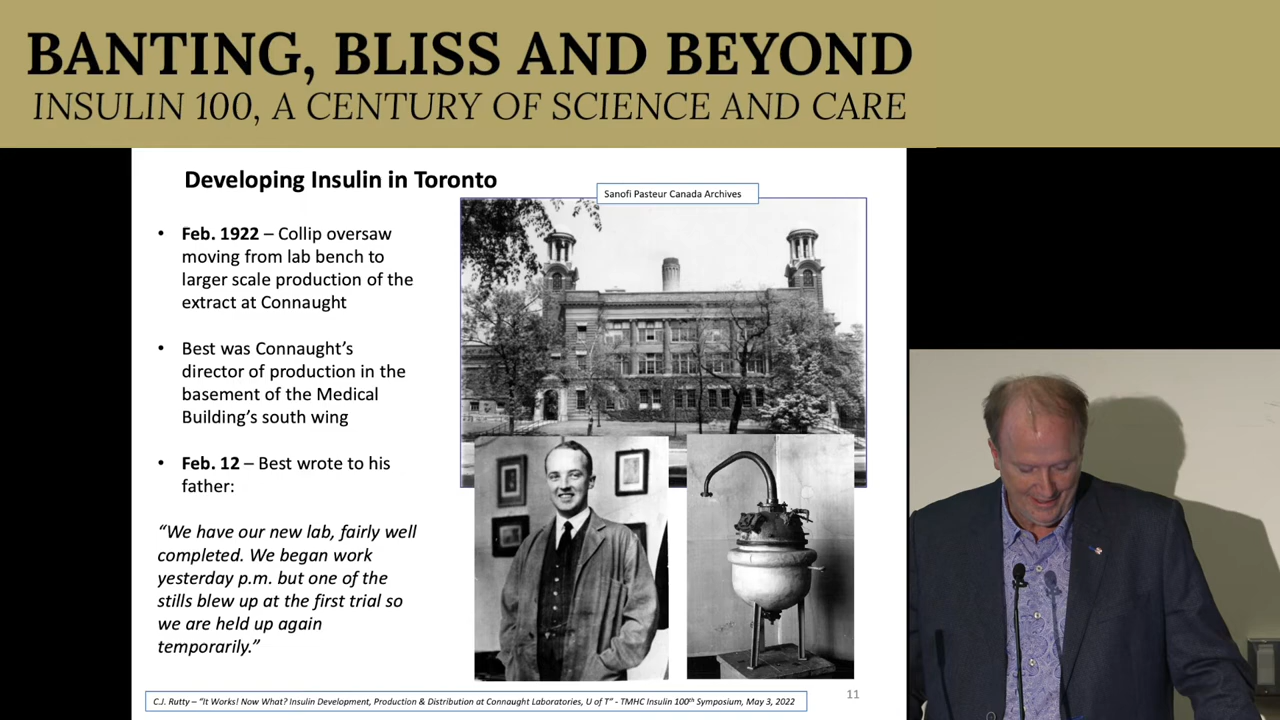 BANTING, BLISS AND BEYOND
INSULIN 100, A CENTURY OF SCIENCE AND CARE
Developing Insulin in Toronto
Sanofi Pasteur Canada Archives
• Feb. 1922 – Collip oversaw
moving from lab bench to
larger scale production of the
extract at Connaught
• Best was Connaught’s
director of production in the
basement of the Medical
Building’s south wing
• Feb. 12 – Best wrote to his
father:
“We have our new lab, fairly well
completed. We began work
yesterday p.m. but one of the
stills blew up at the first trial so
we are held up again
temporarily.”
C.J. Rutty – “It Works! Now What? Insulin Development, Production & Distribution at Connaught Laboratories, U of T” - TMHC Insulin 100th Symposium, May 3, 2022
11